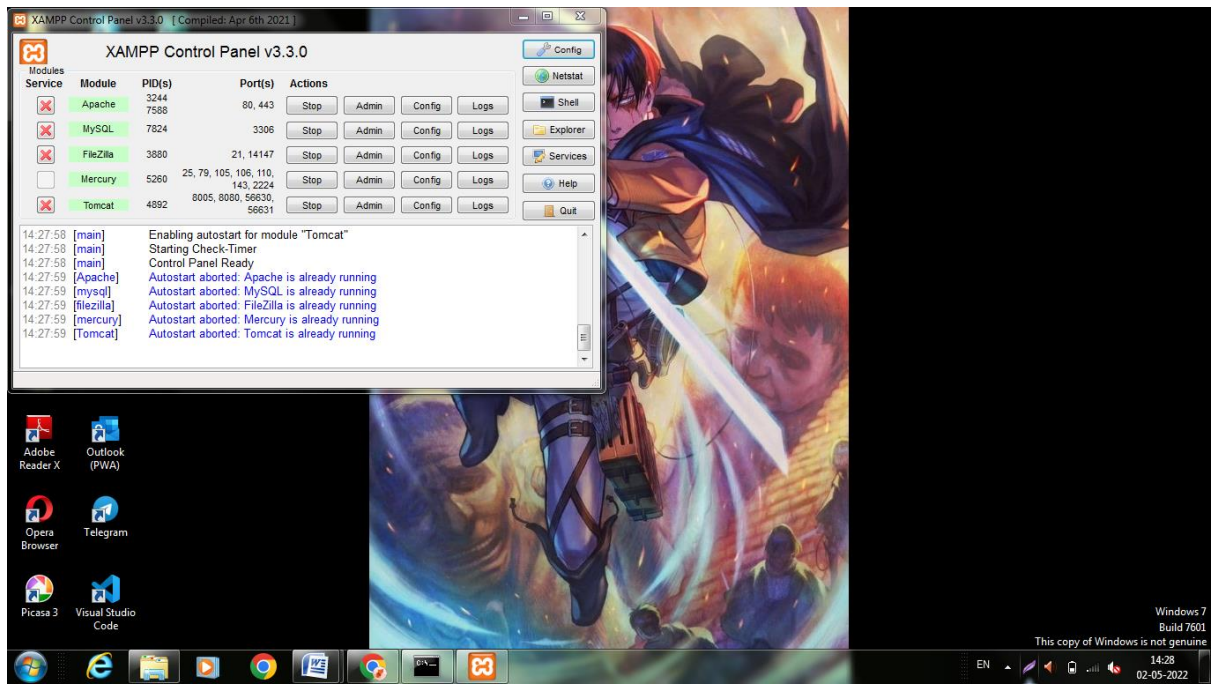 XAMPP Control Panel v3.3.0 [ Compiled: Apr 6th 2021 ]
XAMPP Control Panel v3.3.0
Config
Modules
Service Module PID(s) Port(s) Actions
Netstat
Apache 3244 7588 80, 443 Stop Admin Config Logs
Shell
MySQL 7824 3306 Stop Admin Config Logs
Explorer
FileZilla 3880 21, 14147 Stop Admin Config Logs
Services
Mercury 5260 25, 79, 105, 106, 110, 143, 2224 Stop Admin Config Logs
Help
Tomcat 4892 8005, 8080, 56630, 56631 Stop Admin Config Logs
Quit
14:27:58 [main] Enabling autostart for module "Tomcat"
14:27:58 [main] Starting Check-Timer
14:27:58 [main] Control Panel Ready
14:27:59 [Apache] Autostart aborted: Apache is already running
14:27:59 [mysql] Autostart aborted: MySQL is already running
14:27:59 [filezilla] Autostart aborted: FileZilla is already running
14:27:59 [mercury] Autostart aborted: Mercury is already running
14:27:59 [Tomcat] Autostart aborted: Tomcat is already running
Adobe
Reader X
Outlook
(PWA)
Opera
Browser
Telegram
Picasa 3
Visual Studio
Code
Windows 7
Build 7601
This copy of Windows is not genuine
C:\
EN
14:28
02-05-2022